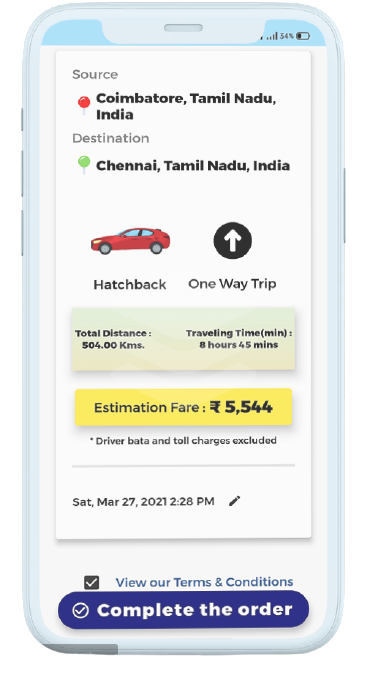 34%
Source
Coimbatore, Tamil Nadu,
India
Destination
Chennai, Tamil Nadu, India
Hatchback
One Way Trip
Total Distance :
504.00 Kms.
Traveling Time(min) :
8 hours 45 mins
Estimation Fare : ₹ 5,544
* Driver bata and toll charges excluded
Sat, Mar 27, 2021 2:28 PM
View our Terms & Conditions
Complete the order